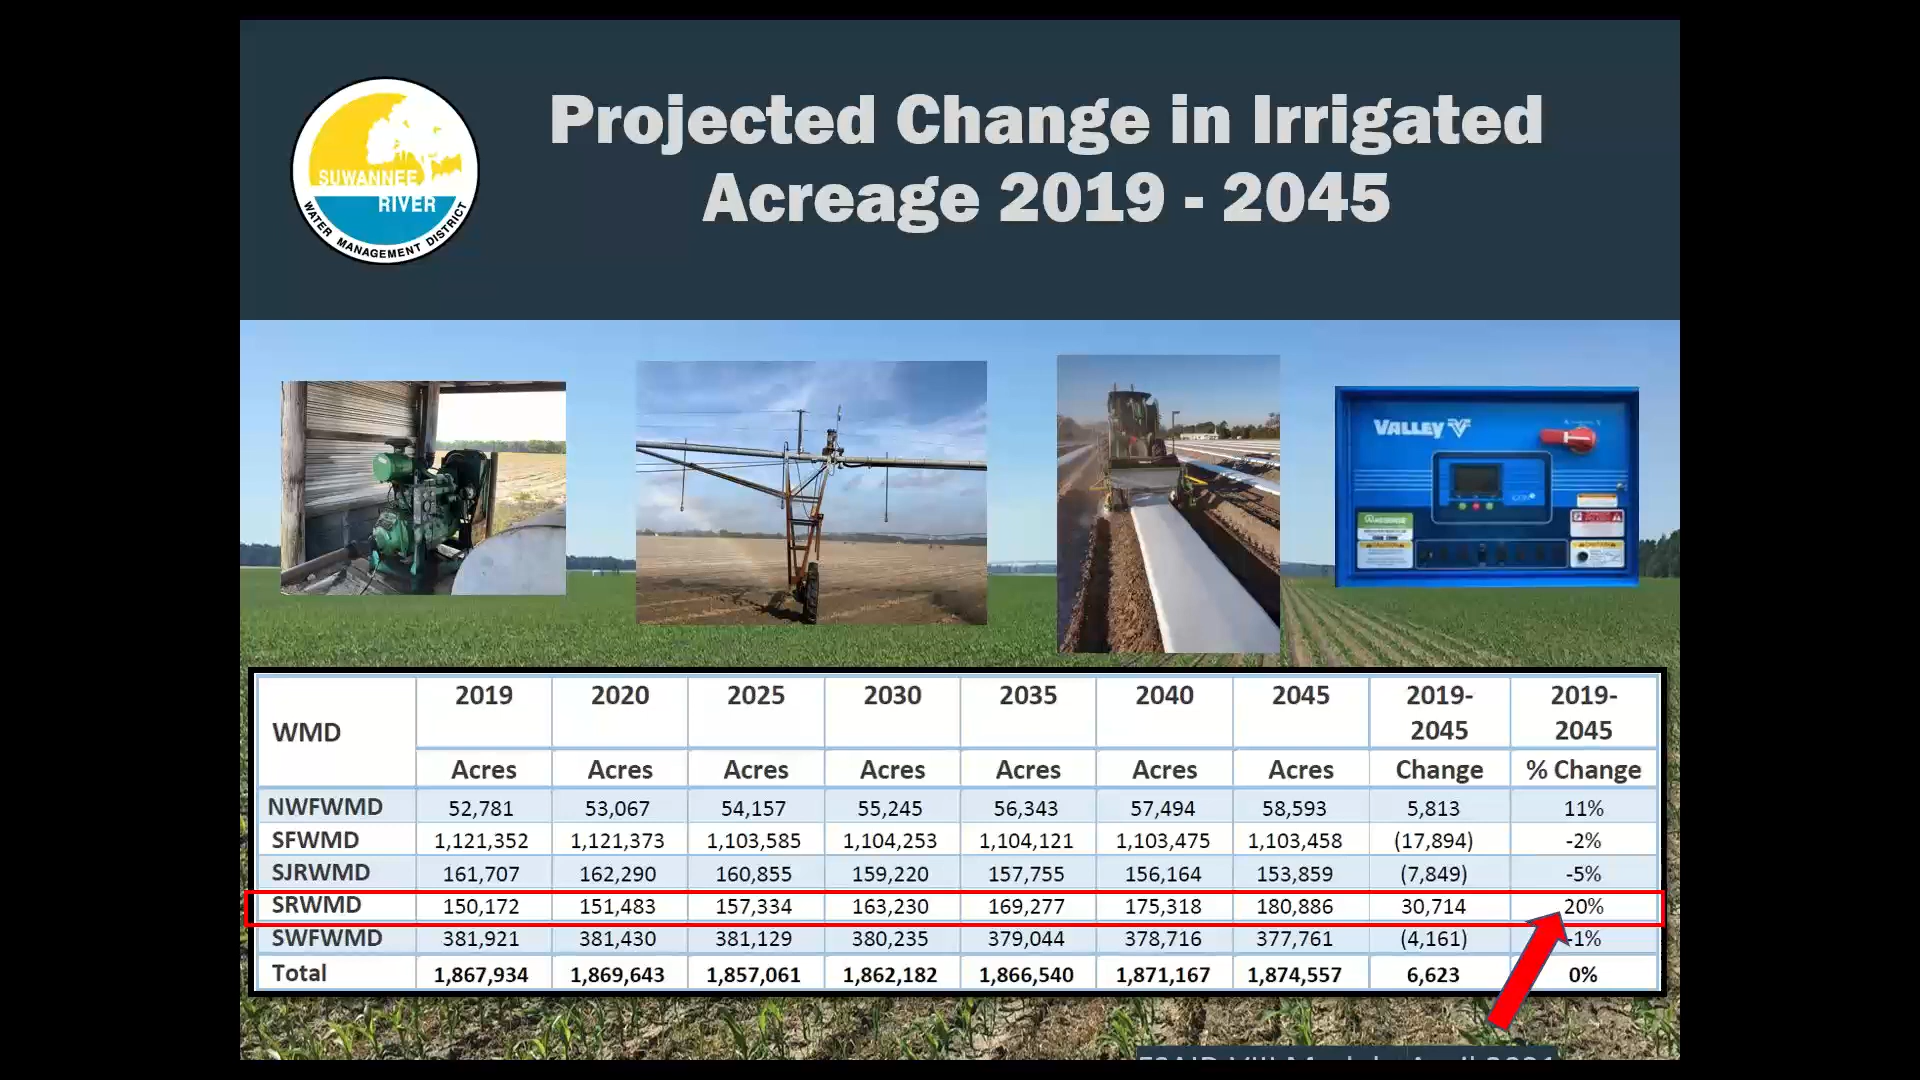 Projected Change in Irrigated
Acreage 2019 - 2045
SUWANNEE
RIVER
WATER MANAGEMENT DISTRICT
VALLEY
WMD 2019 2020 2025 2030 2035 2040 2045 2019-2045 2019-2045
Acres Acres Acres Acres Acres Acres Acres Change % Change
NWFWMD 52,781 53,067 54,157 55,245 56,343 57,494 58,593 5,813 11%
SFWMD 1,121,352 1,121,373 1,103,585 1,104,253 1,104,121 1,103,475 1,103,458 (17,894) -2%
SJRWMD 161,707 162,290 160,855 159,220 157,755 156,164 153,859 (7,849) -5%
SRWMD 150,172 151,483 157,334 163,230 169,277 175,318 180,886 30,714 20%
SWFWMD 381,921 381,430 381,129 380,235 379,044 378,716 377,761 (4,161) -1%
Total 1,867,934 1,869,643 1,857,061 1,862,182 1,866,540 1,871,167 1,874,557 6,623 0%